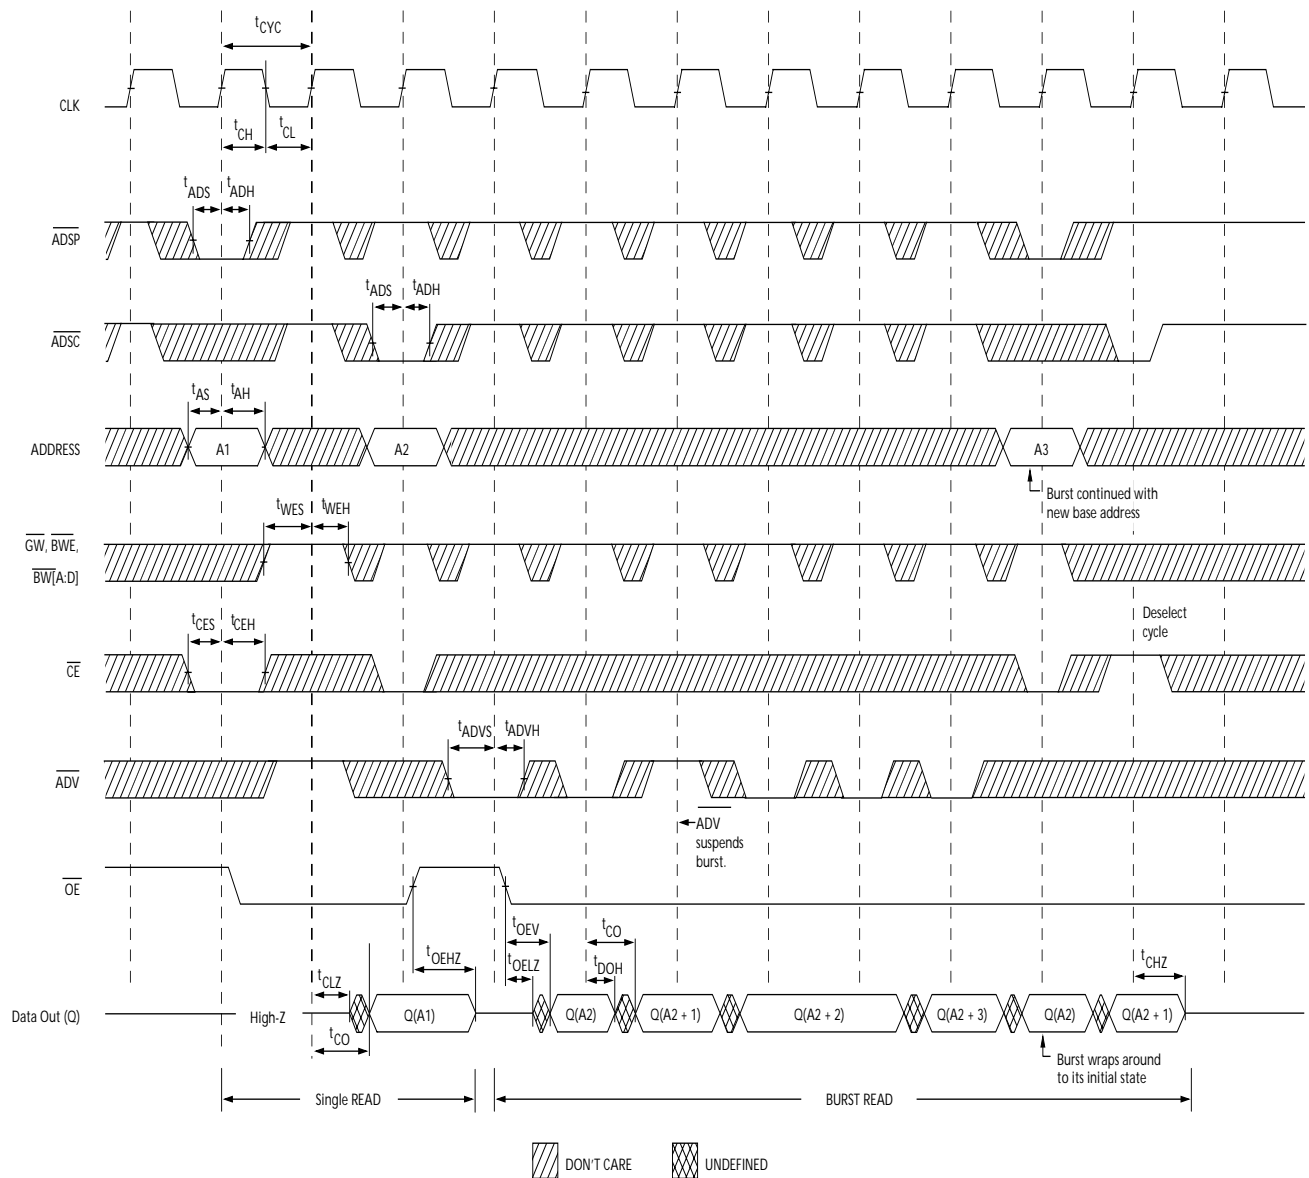 tCYC
CLK
tCH tCL
tADS tADH
ADSP
tADS tADH
ADSC
tAS tAH
ADDRESS A1 A2 A3
Burst continued with
new base address
tWES tWEH
GW, BWE,
BW[A:D]
Deselect
cycle
tCES tCEH
CE
tADVS tADVH
ADV
ADV
suspends
burst.
OE
tOEV tCO
tOEHZ tOELZ tDOH tCHZ
tCLZ
Data Out (Q) High-Z Q(A1) Q(A2) Q(A2 + 1) Q(A2 + 2) Q(A2 + 3) Q(A2) Q(A2 + 1)
tCO
Burst wraps around
to its initial state
Single READ BURST READ
DON'T CARE UNDEFINED